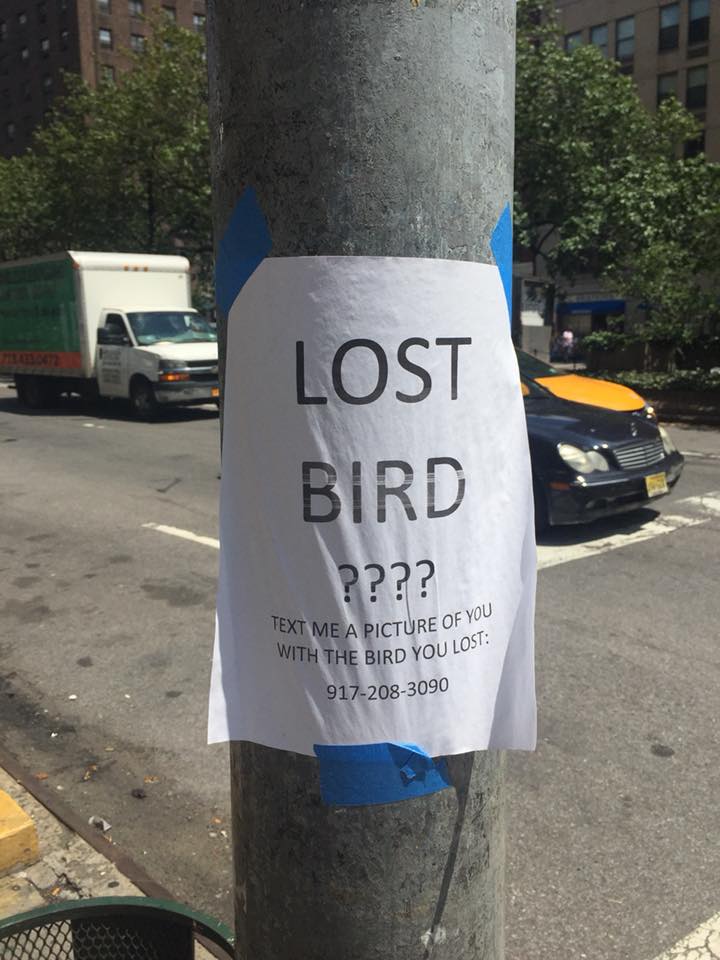 LOST
BIRD
????
TEXT ME A PICTURE OF YOU
WITH THE BIRD YOU LOST:
917-208-3090